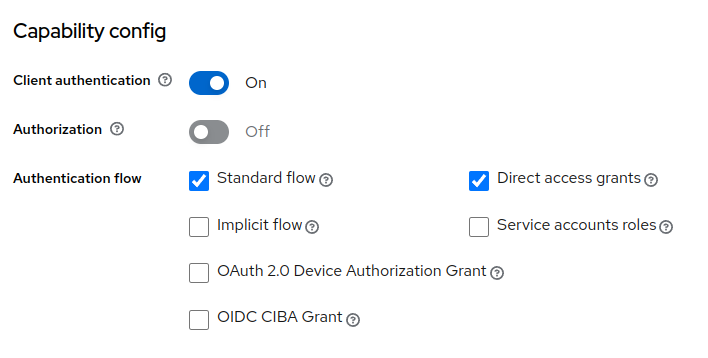 Capability config
Client authentication ? On
Authorization ? Off
Authentication flow Standard flow ? Direct access grants ?
Implicit flow ? Service accounts roles ?
OAuth 2.0 Device Authorization Grant ?
OIDC CIBA Grant ?